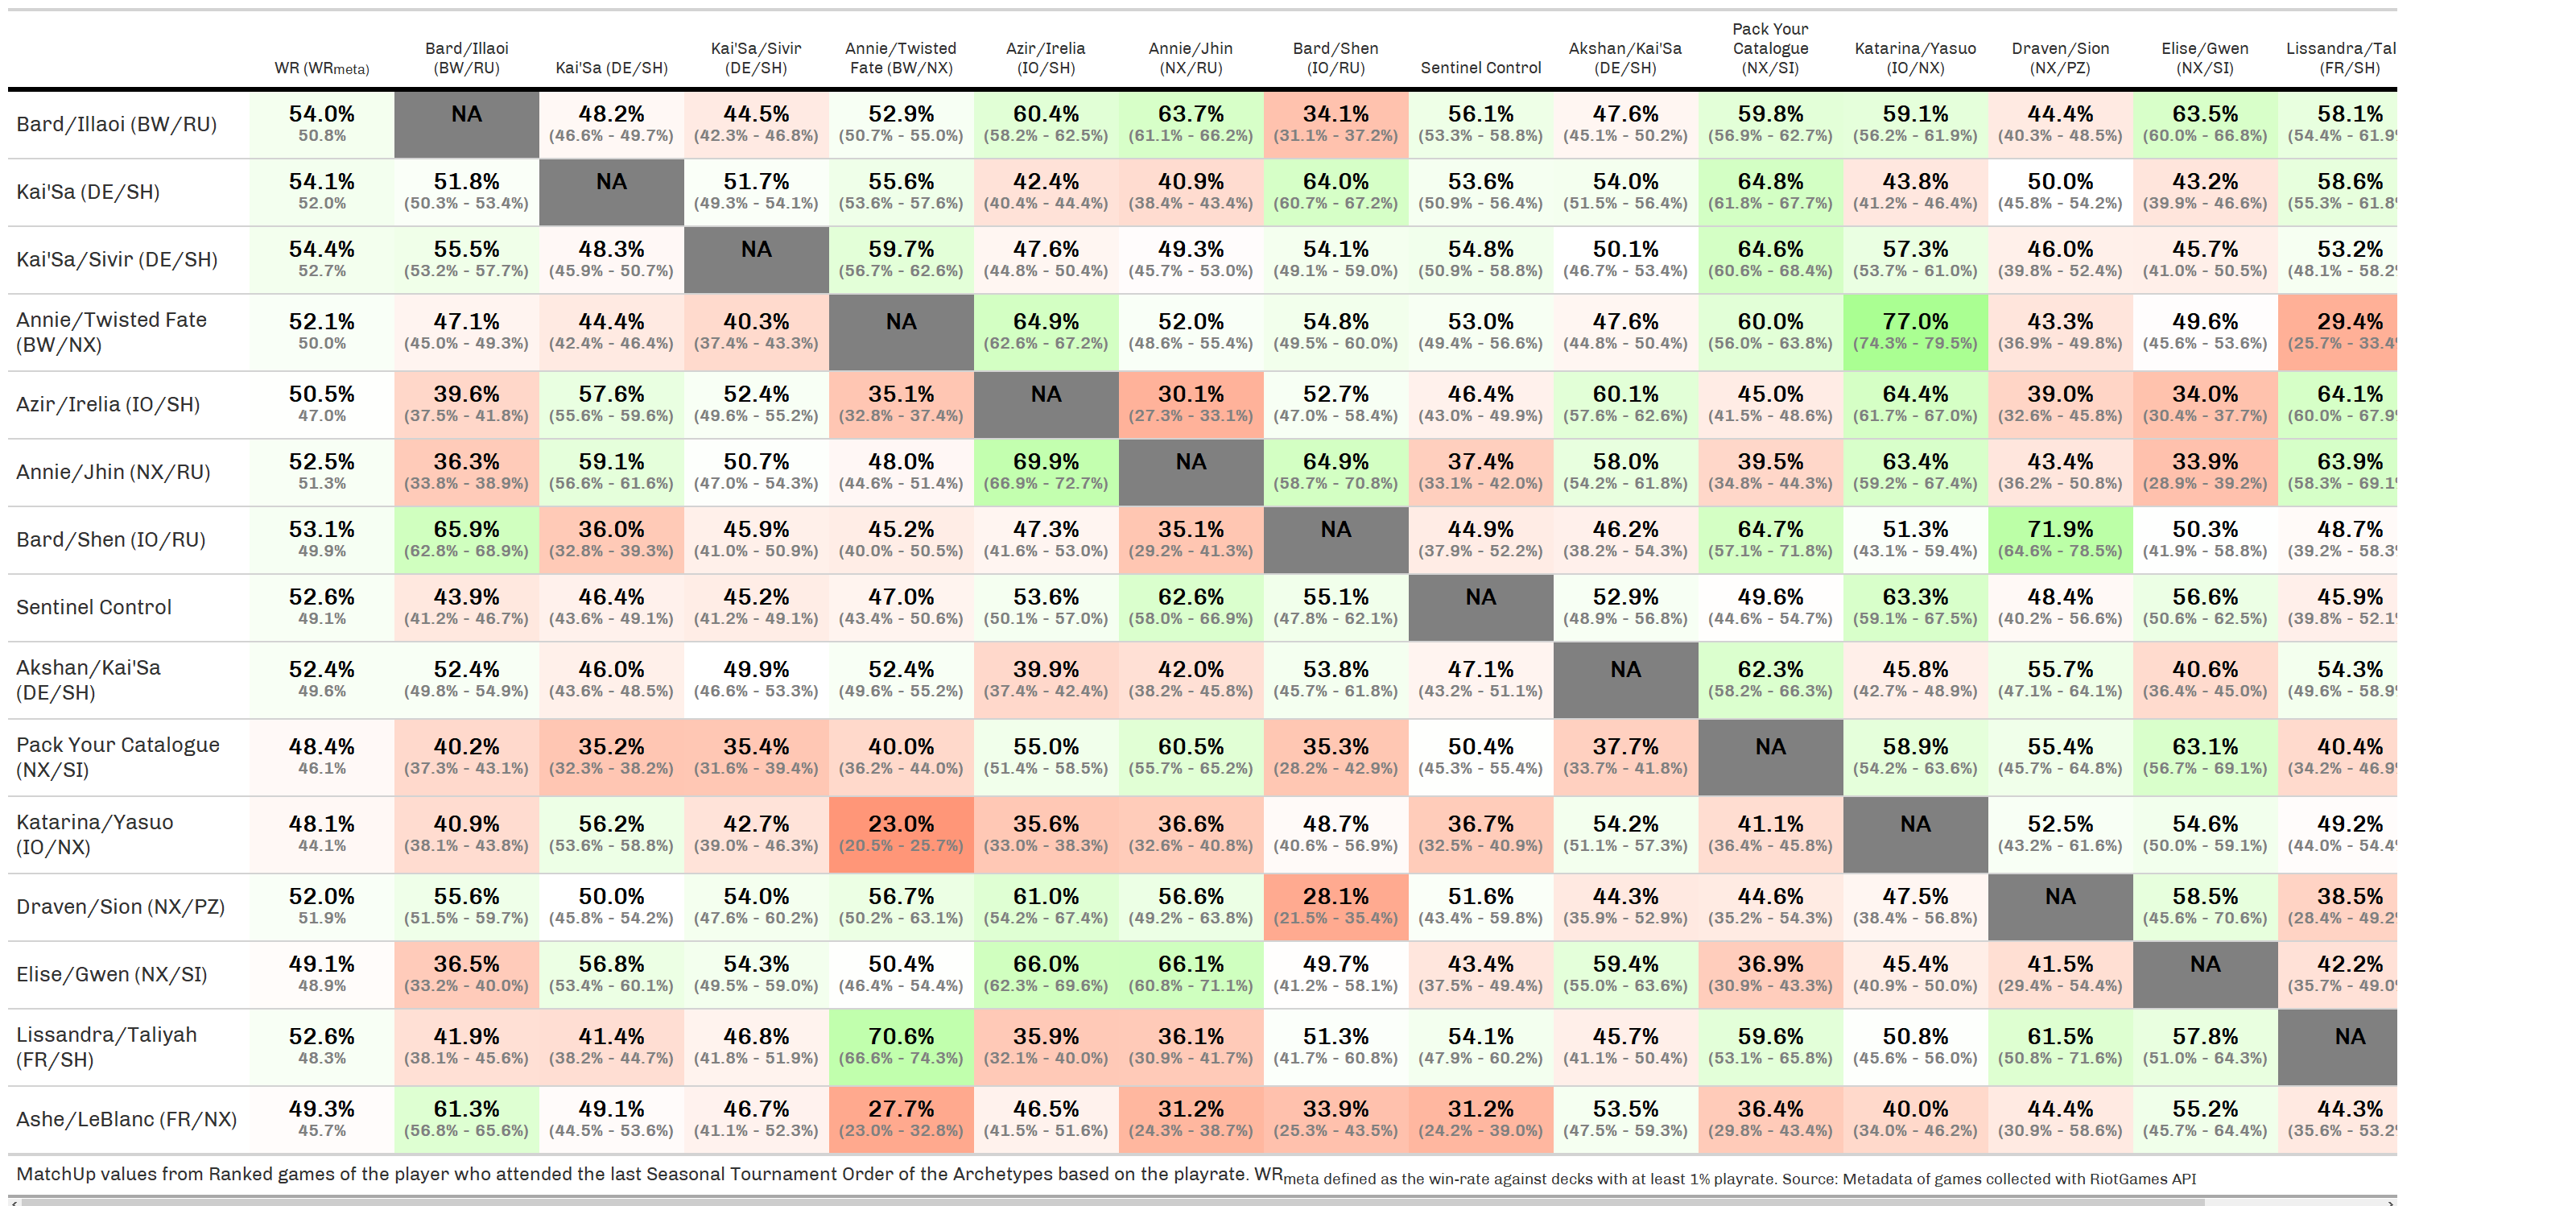 WR (WRmeta) Bard/Illaoi (BW/RU) Kai'Sa (DE/SH) Kai'Sa/Sivir (DE/SH) Annie/Twisted Fate (BW/NX) Azir/Irelia (IO/SH) Annie/Jhin (NX/RU) Bard/Shen (IO/RU) Sentinel Control Akshan/Kai'Sa (DE/SH) Pack Your Catalogue (NX/SI) Katarina/Yasuo (IO/NX) Draven/Sion (NX/PZ) Elise/Gwen (NX/SI) Lissandra/Tal (FR/SH)
Bard/Illaoi (BW/RU) 54.0% NA 48.2% 44.5% 52.9% 60.4% 63.7% 34.1% 56.1% 47.6% 59.8% 59.1% 44.4% 63.5% 58.1%
50.8% (46.6% - 49.7%) (42.3% - 46.8%) (50.7% - 55.0%) (58.2% - 62.5%) (61.1% - 66.2%) (31.1% - 37.2%) (53.3% - 58.8%) (45.1% - 50.2%) (56.9% - 62.7%) (56.2% - 61.9%) (40.3% - 48.5%) (60.0% - 66.8%) (54.4% - 61.9%
Kai'Sa (DE/SH) 54.1% 51.8% NA 51.7% 55.6% 42.4% 40.9% 64.0% 53.6% 54.0% 64.8% 43.8% 50.0% 43.2% 58.6%
52.0% (50.3% - 53.4%) (49.3% - 54.1%) (53.6% - 57.6%) (40.4% - 44.4%) (38.4% - 43.4%) (60.7% - 67.2%) (50.9% - 56.4%) (51.5% - 56.4%) (61.8% - 67.7%) (41.2% - 46.4%) (45.8% - 54.2%) (39.9% - 46.6%) (55.3% - 61.8%
Kai'Sa/Sivir (DE/SH) 54.4% 55.5% 48.3% NA 59.7% 47.6% 49.3% 54.1% 54.8% 50.1% 64.6% 57.3% 46.0% 45.7% 53.2%
52.7% (53.2% - 57.7%) (45.9% - 50.7%) (56.7% - 62.6%) (44.8% - 50.4%) (45.7% - 53.0%) (49.1% - 59.0%) (50.9% - 58.8%) (46.7% - 53.4%) (60.6% - 68.4%) (53.7% - 61.0%) (39.8% - 52.4%) (41.0% - 50.5%) (48.1% - 58.2%
Annie/Twisted Fate (BW/NX) 52.1% 47.1% 44.4% 40.3% NA 64.9% 52.0% 54.8% 53.0% 47.6% 60.0% 77.0% 43.3% 49.6% 29.4%
50.0% (45.0% - 49.3%) (42.4% - 46.4%) (37.4% - 43.3%) (62.6% - 67.2%) (48.6% - 55.4%) (49.5% - 60.0%) (49.4% - 56.6%) (44.8% - 50.4%) (56.0% - 63.8%) (74.3% - 79.5%) (36.9% - 49.8%) (45.6% - 53.6%) (25.7% - 33.4%
Azir/Irelia (IO/SH) 50.5% 39.6% 57.6% 52.4% 35.1% NA 30.1% 52.7% 46.4% 60.1% 45.0% 64.4% 39.0% 34.0% 64.1%
47.0% (37.5% - 41.8%) (55.6% - 59.6%) (49.6% - 55.2%) (32.8% - 37.4%) (27.3% - 33.1%) (47.0% - 58.4%) (43.0% - 49.9%) (57.6% - 62.6%) (41.5% - 48.6%) (61.7% - 67.0%) (32.6% - 45.8%) (30.4% - 37.7%) (60.0% - 67.9%
Annie/Jhin (NX/RU) 52.5% 36.3% 59.1% 50.7% 48.0% 69.9% NA 64.9% 37.4% 58.0% 39.5% 63.4% 43.4% 33.9% 63.9%
51.3% (33.8% - 38.9%) (56.6% - 61.6%) (47.0% - 54.3%) (44.6% - 51.4%) (66.9% - 72.7%) (58.7% - 70.8%) (33.1% - 42.0%) (54.2% - 61.8%) (34.8% - 44.3%) (59.2% - 67.4%) (36.2% - 50.8%) (28.9% - 39.2%) (58.3% - 69.1%
Bard/Shen (IO/RU) 53.1% 65.9% 36.0% 45.9% 45.2% 47.3% 35.1% NA 44.9% 46.2% 64.7% 51.3% 71.9% 50.3% 48.7%
49.9% (62.8% - 68.9%) (32.8% - 39.3%) (41.0% - 50.9%) (40.0% - 50.5%) (41.6% - 53.0%) (29.2% - 41.3%) (37.9% - 52.2%) (38.2% - 54.3%) (57.1% - 71.8%) (43.1% - 59.4%) (64.6% - 78.5%) (41.9% - 58.8%) (39.2% - 58.3%
Sentinel Control 52.6% 43.9% 46.4% 45.2% 47.0% 53.6% 62.6% 55.1% NA 52.9% 49.6% 63.3% 48.4% 56.6% 45.9%
49.1% (41.2% - 46.7%) (43.6% - 49.1%) (41.2% - 49.1%) (43.4% - 50.6%) (50.1% - 57.0%) (58.0% - 66.9%) (47.8% - 62.1%) (48.9% - 56.8%) (44.6% - 54.7%) (59.1% - 67.5%) (40.2% - 56.6%) (50.6% - 62.5%) (39.8% - 52.1%
Akshan/Kai'Sa (DE/SH) 52.4% 52.4% 46.0% 49.9% 52.4% 39.9% 42.0% 53.8% 47.1% NA 62.3% 45.8% 55.7% 40.6% 54.3%
49.6% (49.8% - 54.9%) (43.6% - 48.5%) (46.6% - 53.3%) (49.6% - 55.2%) (37.4% - 42.4%) (38.2% - 45.8%) (45.7% - 61.8%) (43.2% - 51.1%) (58.2% - 66.3%) (42.7% - 48.9%) (47.1% - 64.1%) (36.4% - 45.0%) (49.6% - 58.9%
Pack Your Catalogue (NX/SI) 48.4% 40.2% 35.2% 35.4% 40.0% 55.0% 60.5% 35.3% 50.4% 37.7% NA 58.9% 55.4% 63.1% 40.4%
46.1% (37.3% - 43.1%) (32.3% - 38.2%) (31.6% - 39.4%) (36.2% - 44.0%) (51.4% - 58.5%) (55.7% - 65.2%) (28.2% - 42.9%) (45.3% - 55.4%) (33.7% - 41.8%) (54.2% - 63.6%) (45.7% - 64.8%) (56.7% - 69.1%) (34.2% - 46.9%
Katarina/Yasuo (IO/NX) 48.1% 40.9% 56.2% 42.7% 23.0% 35.6% 36.6% 48.7% 36.7% 54.2% 41.1% NA 52.5% 54.6% 49.2%
44.1% (38.1% - 43.8%) (53.6% - 58.8%) (39.0% - 46.3%) (20.5% - 25.7%) (33.0% - 38.3%) (32.6% - 40.8%) (40.6% - 56.9%) (32.5% - 40.9%) (51.1% - 57.3%) (36.4% - 45.8%) (43.2% - 61.6%) (50.0% - 59.1%) (44.0% - 54.4%
Draven/Sion (NX/PZ) 52.0% 55.6% 50.0% 54.0% 56.7% 61.0% 56.6% 28.1% 51.6% 44.3% 44.6% 47.5% NA 58.5% 38.5%
51.9% (51.5% - 59.7%) (45.8% - 54.2%) (47.6% - 60.2%) (50.2% - 63.1%) (54.2% - 67.4%) (49.2% - 63.8%) (21.5% - 35.4%) (43.4% - 59.8%) (35.9% - 52.9%) (35.2% - 54.3%) (38.4% - 56.8%) (45.6% - 70.6%) (28.4% - 49.2%
Elise/Gwen (NX/SI) 49.1% 36.5% 56.8% 54.3% 50.4% 66.0% 66.1% 49.7% 43.4% 59.4% 36.9% 45.4% 41.5% NA 42.2%
48.9% (33.2% - 40.0%) (53.4% - 60.1%) (49.5% - 59.0%) (46.4% - 54.4%) (62.3% - 69.6%) (60.8% - 71.1%) (41.2% - 58.1%) (37.5% - 49.4%) (55.0% - 63.6%) (30.9% - 43.3%) (40.9% - 50.0%) (29.4% - 54.4%) (35.7% - 49.0%
Lissandra/Taliyah (FR/SH) 52.6% 41.9% 41.4% 46.8% 70.6% 35.9% 36.1% 51.3% 54.1% 45.7% 59.6% 50.8% 61.5% 57.8% NA
48.3% (38.1% - 45.6%) (38.2% - 44.7%) (41.8% - 51.9%) (66.6% - 74.3%) (32.1% - 40.0%) (30.9% - 41.7%) (41.7% - 60.8%) (47.9% - 60.2%) (41.1% - 50.4%) (53.1% - 65.8%) (45.6% - 56.0%) (50.8% - 71.6%) (51.0% - 64.3%)
Ashe/LeBlanc (FR/NX) 49.3% 61.3% 49.1% 46.7% 27.7% 46.5% 31.2% 33.9% 31.2% 53.5% 36.4% 40.0% 44.4% 55.2% 44.3%
45.7% (56.8% - 65.6%) (44.5% - 53.6%) (41.1% - 52.3%) (23.0% - 32.8%) (41.5% - 51.6%) (24.3% - 38.7%) (25.3% - 43.5%) (24.2% - 39.0%) (47.5% - 59.3%) (29.8% - 43.4%) (34.0% - 46.2%) (30.9% - 58.6%) (45.7% - 64.4%) (35.6% - 53.2%
MatchUp values from Ranked games of the player who attended the last Seasonal Tournament Order of the Archetypes based on the playrate. WRmeta defined as the win-rate against decks with at least 1% playrate. Source: Metadata of games collected with RiotGames API